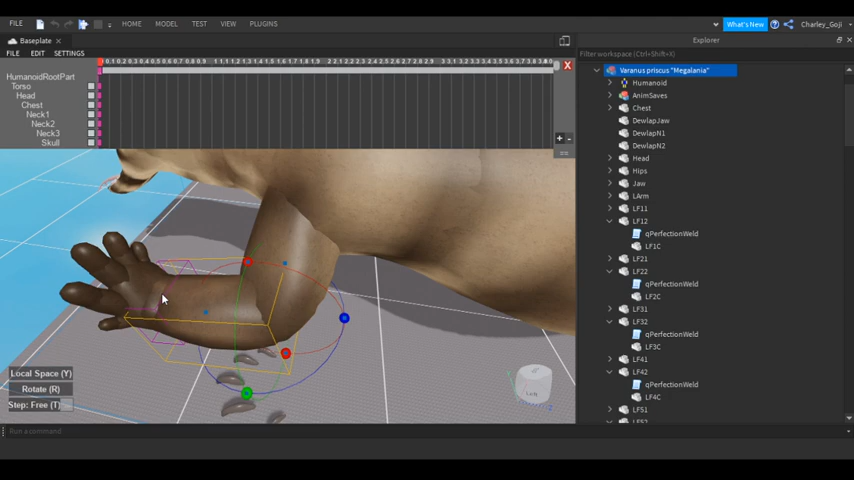 FILE HOME MODEL TEST VIEW PLUGINS What's New Charley_Goji
Baseplate Explorer
FILE EDIT SETTINGS Filter workspace (Ctrl+Shift+X)
HumanoidRootPart
Torso
Head
Chest
Neck1
Neck2
Neck3
Skull
Varanus priscus "Megalania"
Humanoid
AnimSaves
Chest
DewlapJaw
DewlapN1
DewlapN2
Head
Hips
Jaw
LArm
LF11
LF12
qPerfectionWeld
LF1C
LF21
LF22
qPerfectionWeld
LF2C
LF31
LF32
qPerfectionWeld
LF3C
LF41
LF42
qPerfectionWeld
LF4C
LF51
LF52
Local Space (Y)
Rotate (R)
Step: Free (T)
Run a command